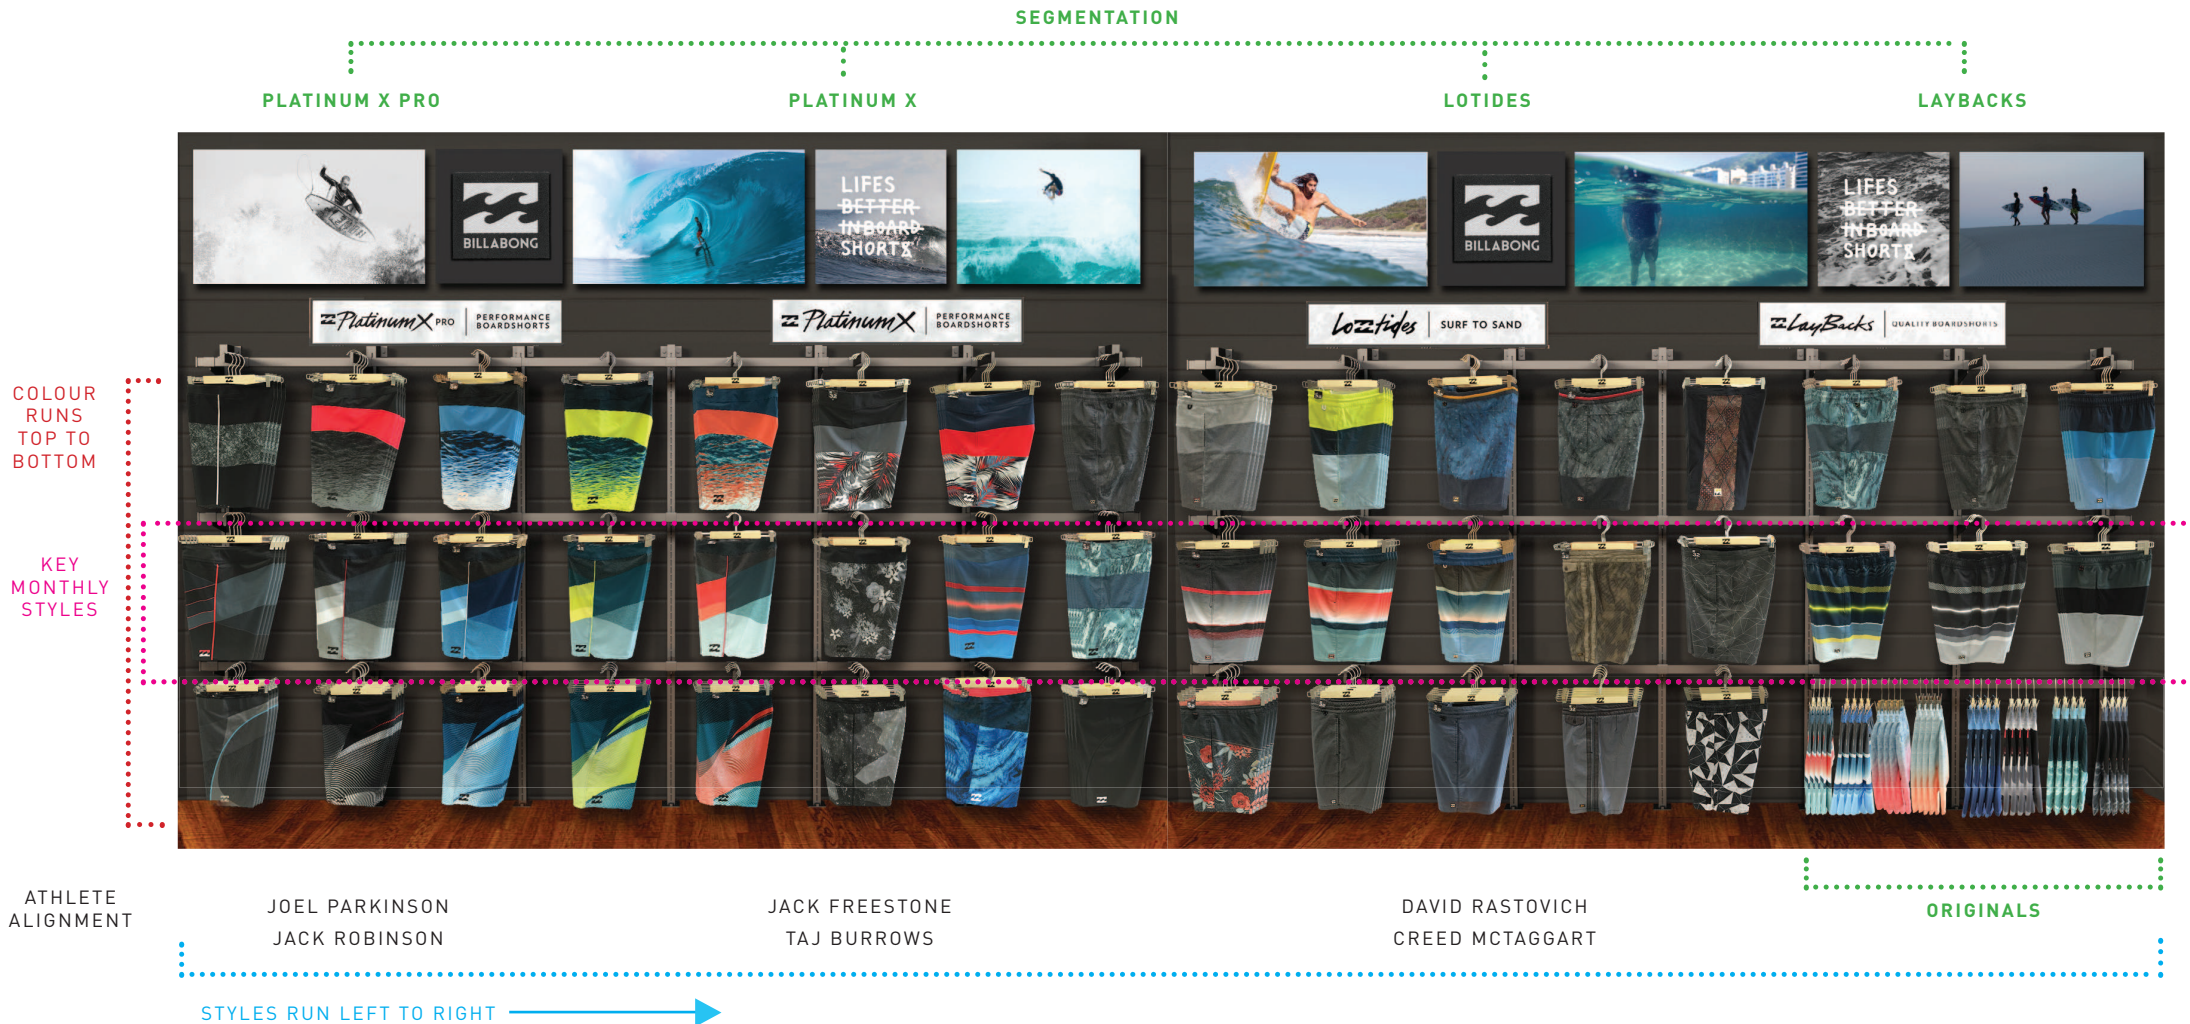 SEGMENTATION
PLATINUM X PRO
PLATINUM X
LOTIDES
LAYBACKS
BILLABONG
LIFES
BETTER
INBOARD
SHORTS
BILLABONG
LIFES
BETTER
INBOARD
SHORTS
PlatinumX PRO
PERFORMANCE
BOARDSHORTS
PlatinumX
PERFORMANCE
BOARDSHORTS
Lotides
SURF TO SAND
LayBacks
QUALITY BOARDSHORTS
COLOUR
RUNS
TOP TO
BOTTOM
KEY
MONTHLY
STYLES
ATHLETE
ALIGNMENT
JOEL PARKINSON
JACK ROBINSON
JACK FREESTONE
TAJ BURROWS
DAVID RASTOVICH
CREED MCTAGGART
ORIGINALS
STYLES RUN LEFT TO RIGHT